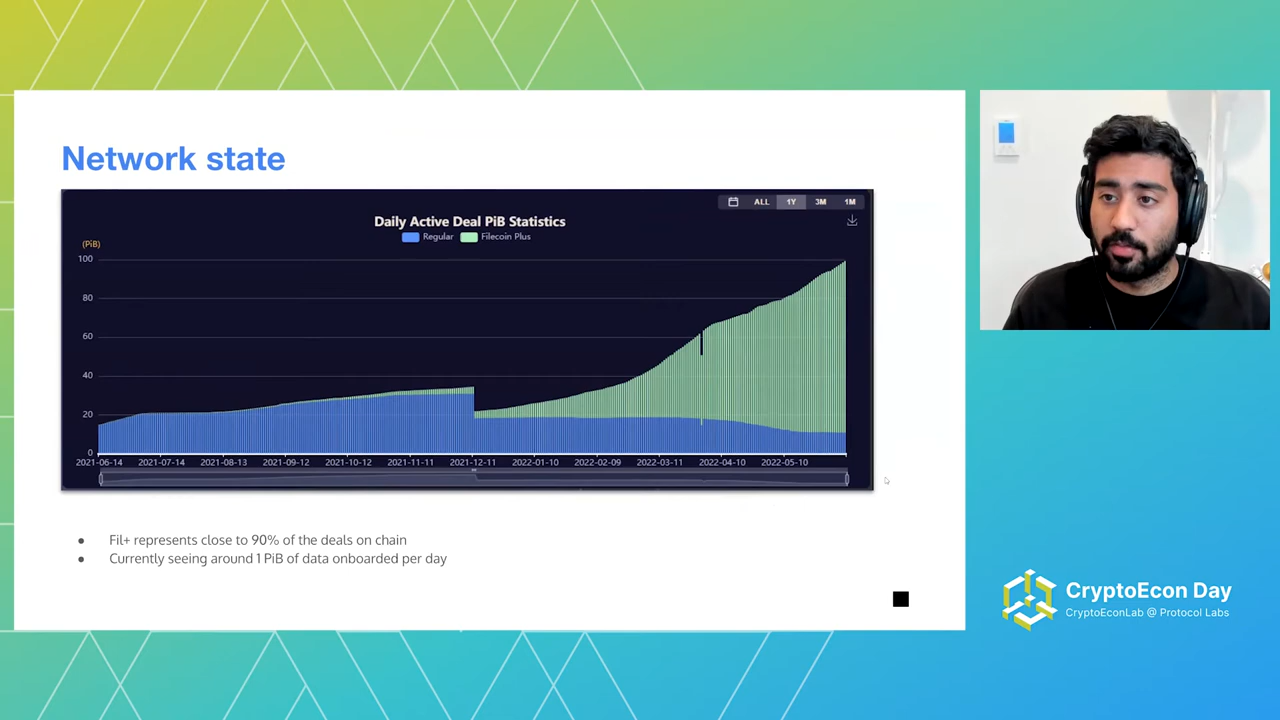 Network state
ALL 1Y 3M 1M
Daily Active Deal PiB Statistics
Regular Filecoin Plus
(PiB)
100
80
60
40
20
0
2021-06-14 2021-07-14 2021-08-13 2021-09-12 2021-10-12 2021-11-11 2021-12-11 2022-01-10 2022-02-09 2022-03-11 2022-04-10 2022-05-10
● Fil+ represents close to 90% of the deals on chain
● Currently seeing around 1 PiB of data onboarded per day
CryptoEcon Day
CryptoEconLab @ Protocol Labs